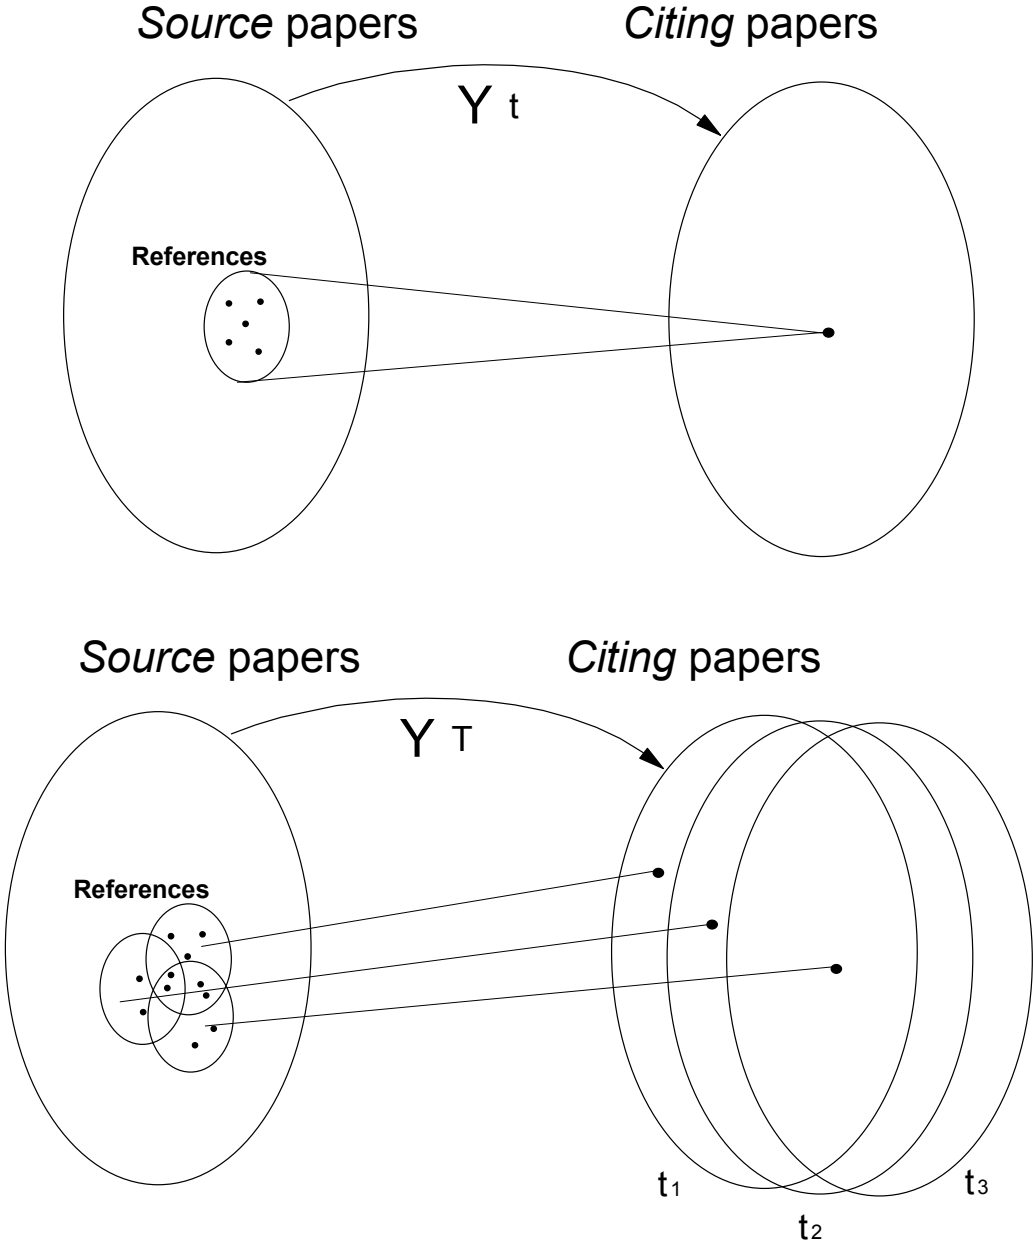 Source papers Citing papers
Y t
References
Source papers Citing papers
Y T
References
t1
t2
t3